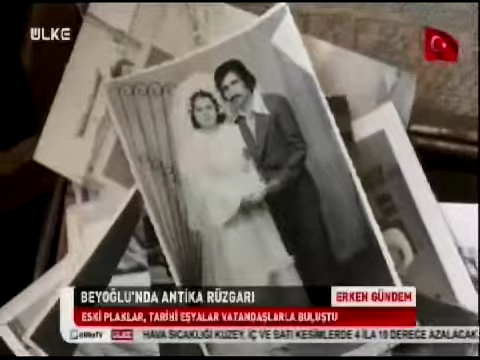 ÜLKE
BEYOĞLU'NDA ANTİKA RÜZGARI
ERKEN GÜNDEM
ESKİ PLAKLAR, TARİHİ EŞYALAR VATANDAŞLARLA BULUŞTU
ÜLKE HAVA SICAKLIĞI KUZEY, İÇ VE BATI KESİMLERDE 4 İLA 10 DERECE AZALACAK